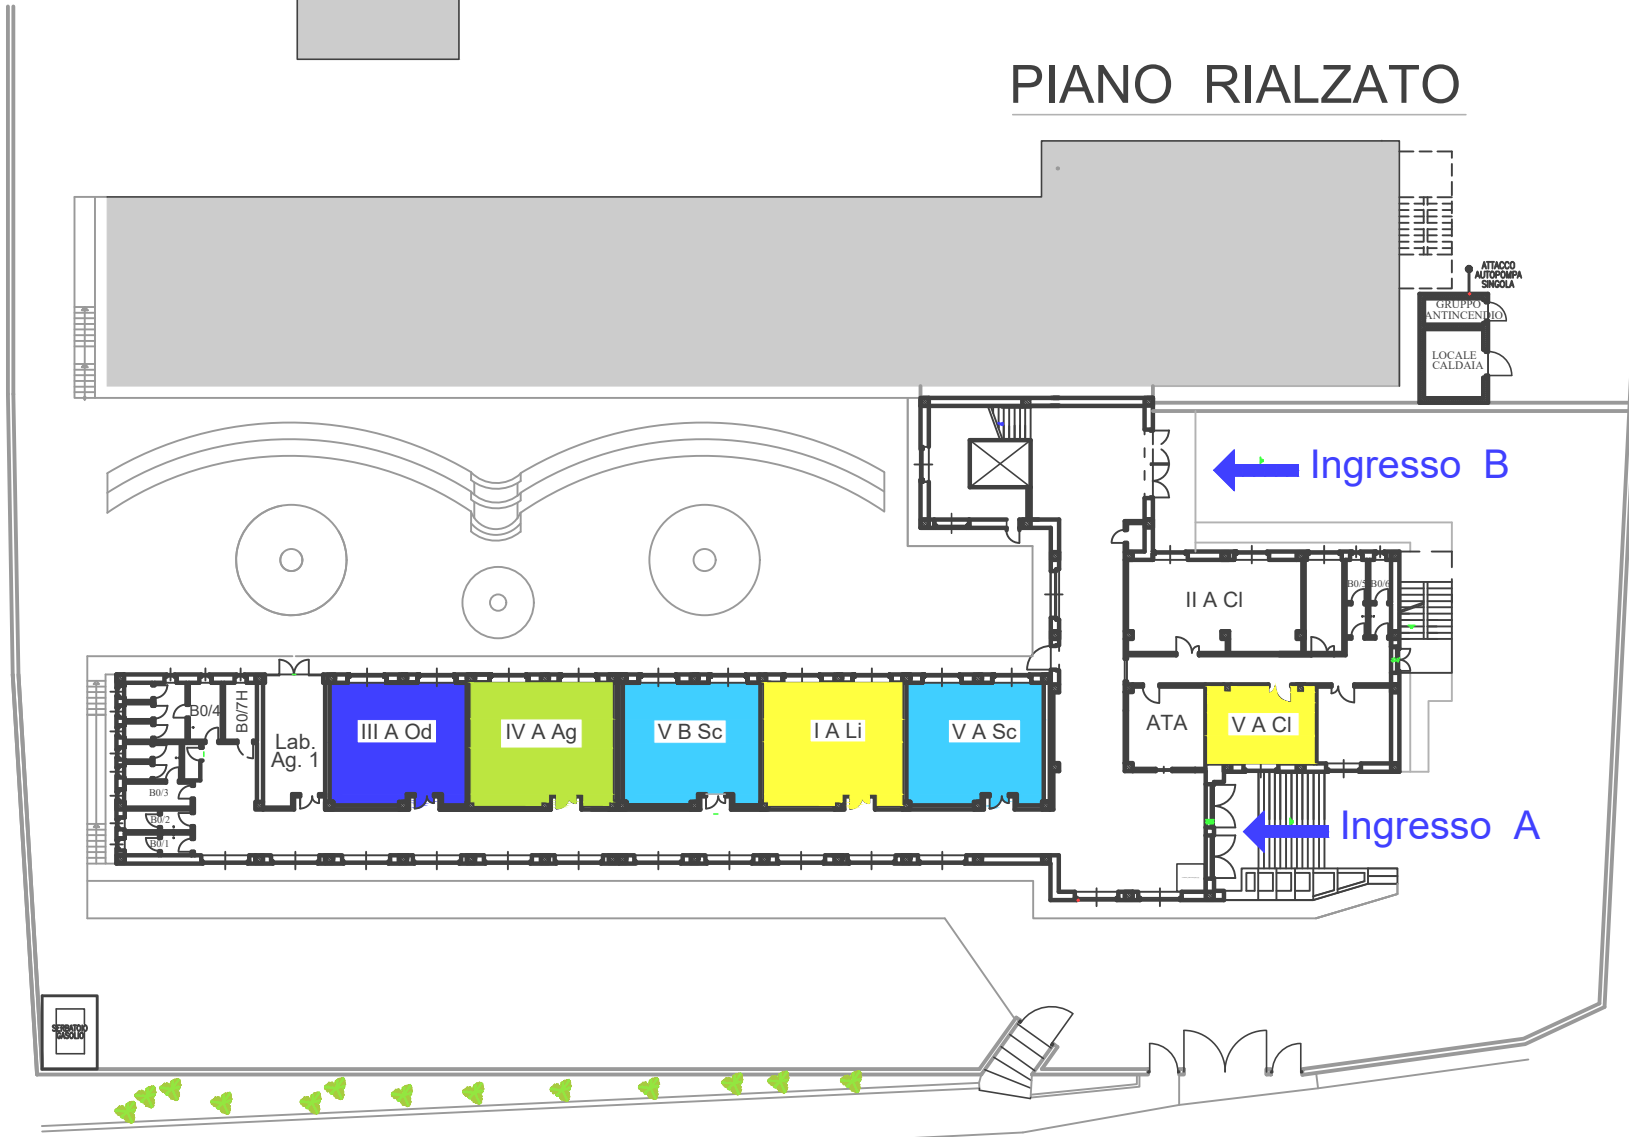 PIANO RIALZATO
ATTACCO
AUTOPOMPA
SINGOLA
GRUPPO
ANTINCENDIO
LOCALE
CALDAIA
Ingresso B
B0/5
B0/6
II A Cl
B0/4
B0/7H
Lab.
Ag. 1
III A Od
IV A Ag
V B Sc
I A Li
V A Sc
ATA
V A Cl
B0/3
B0/2
B0/1
Ingresso A
SERBATOIO
GASOLIO